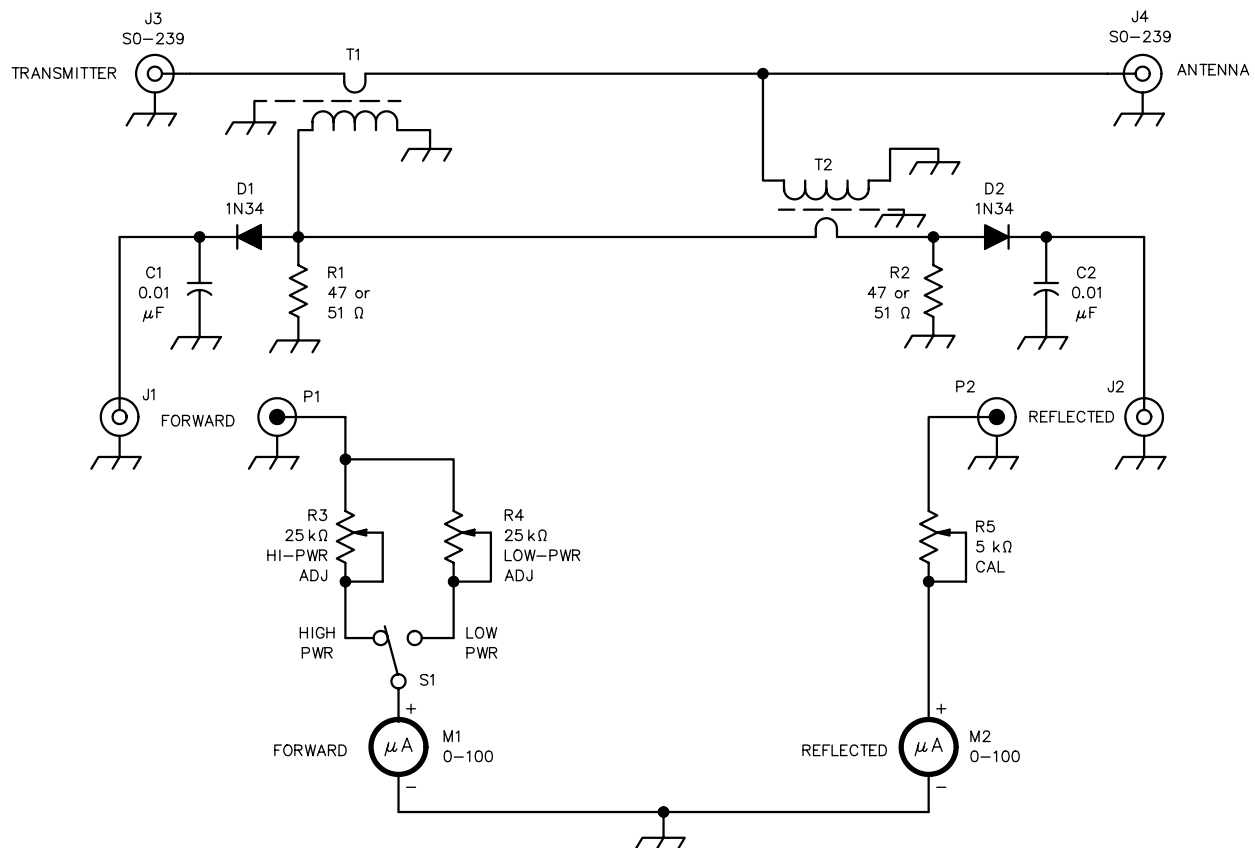 J3
SO-239
TRANSMITTER
T1
J4
SO-239
ANTENNA
T2
D1
1N34
D2
1N34
C1
0.01
µF
R1
47 or
51 Ω
R2
47 or
51 Ω
C2
0.01
µF
J1
FORWARD
P1
P2
REFLECTED
J2
R3
25 kΩ
HI-PWR
ADJ
R4
25 kΩ
LOW-PWR
ADJ
R5
5 kΩ
CAL
HIGH
PWR
LOW
PWR
S1
+
FORWARD
µA
M1
0-100
-
+
REFLECTED
µA
M2
0-100
-